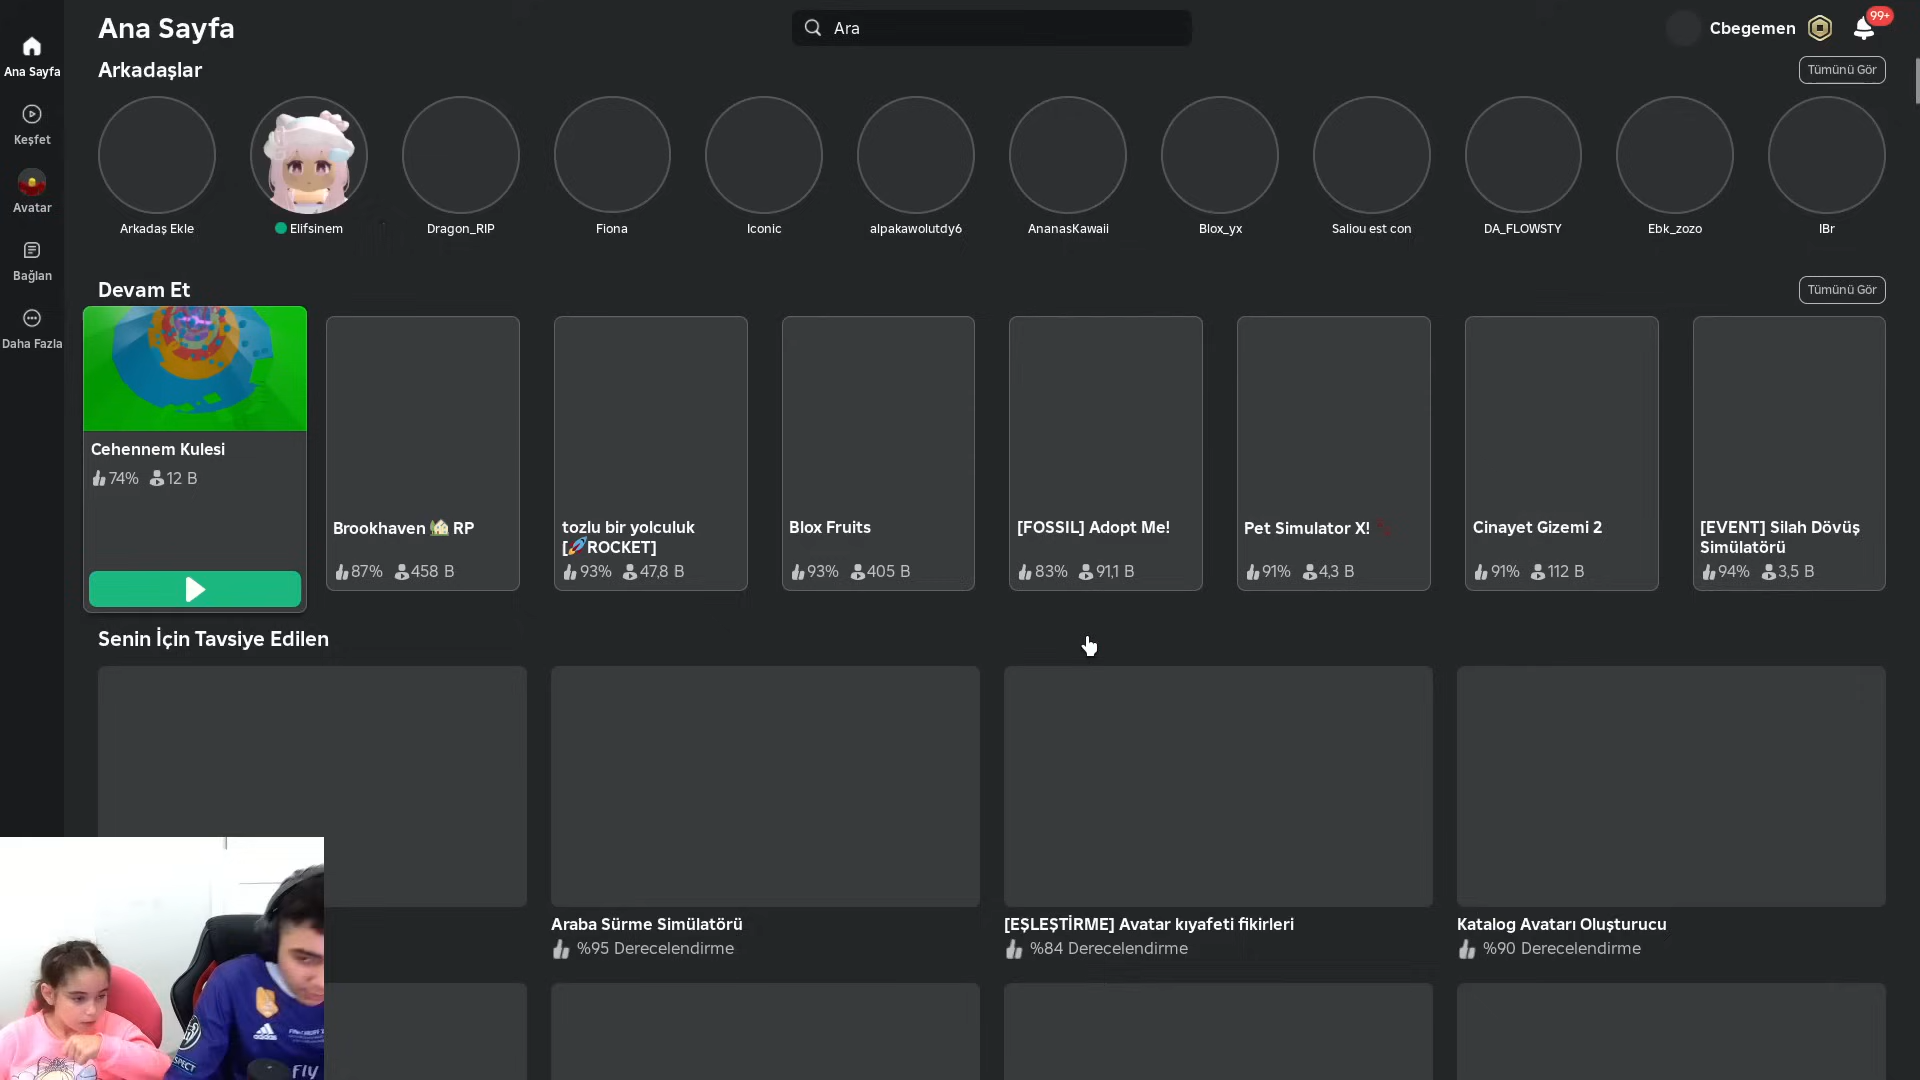 Ana Sayfa
Ara
Cbegemen
99+
Ana Sayfa
Keşfet
Avatar
Bağlan
Daha Fazla
Arkadaşlar
Tümünü Gör
Arkadaş Ekle
Elifsinem
Dragon_RIP
Fiona
Iconic
alpakawolutdy6
AnanasKawaii
Blox_yx
Saliou est con
DA_FLOWSTY
Ebk_zozo
Devam Et
Tümünü Gör
Cehennem Kulesi
74% 12 B
Brookhaven 🏡 RP
87% 458 B
tozlu bir yolculuk
[🚀ROCKET]
93% 47,8 B
Blox Fruits
93% 405 B
[FOSSIL] Adopt Me!
83% 91,1 B
Pet Simulator X!
91% 4,3 B
Cinayet Gizemi 2
91% 112 B
[EVENT] Silah Dövüş
Simülatörü
94% 3,5 B
Senin İçin Tavsiye Edilen
Araba Sürme Simülatörü
%95 Derecelendirme
[EŞLEŞTİRME] Avatar kıyafeti fikirleri
%84 Derecelendirme
Katalog Avatarı Oluşturucu
%90 Derecelendirme
adidas
Fly